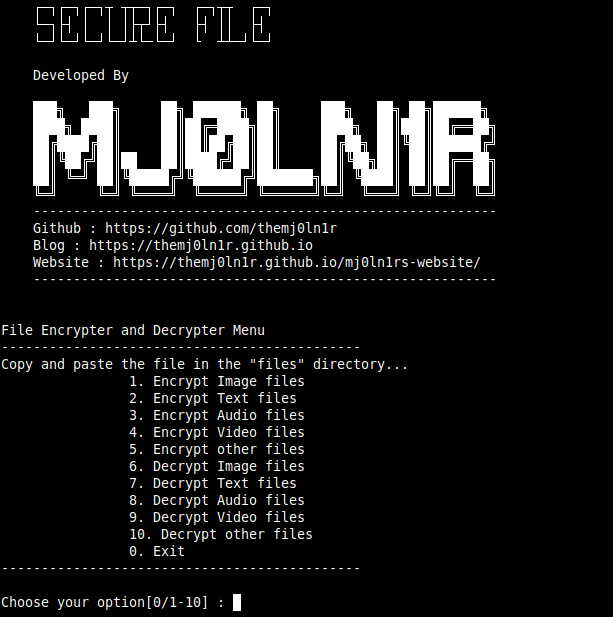 SECURE FILE
Developed By
MJ0LN1R
------------------------------------------------------------
Github : https://github.com/themj0ln1r
Blog : https://themj0ln1r.github.io
Website : https://themj0ln1r.github.io/mj0ln1rs-website/
------------------------------------------------------------
File Encrypter and Decrypter Menu
---------------------------------------------
Copy and paste the file in the "files" directory...
1. Encrypt Image files
2. Encrypt Text files
3. Encrypt Audio files
4. Encrypt Video files
5. Encrypt other files
6. Decrypt Image files
7. Decrypt Text files
8. Decrypt Audio files
9. Decrypt Video files
10. Decrypt other files
0. Exit
---------------------------------------------
Choose your option[0/1-10] :